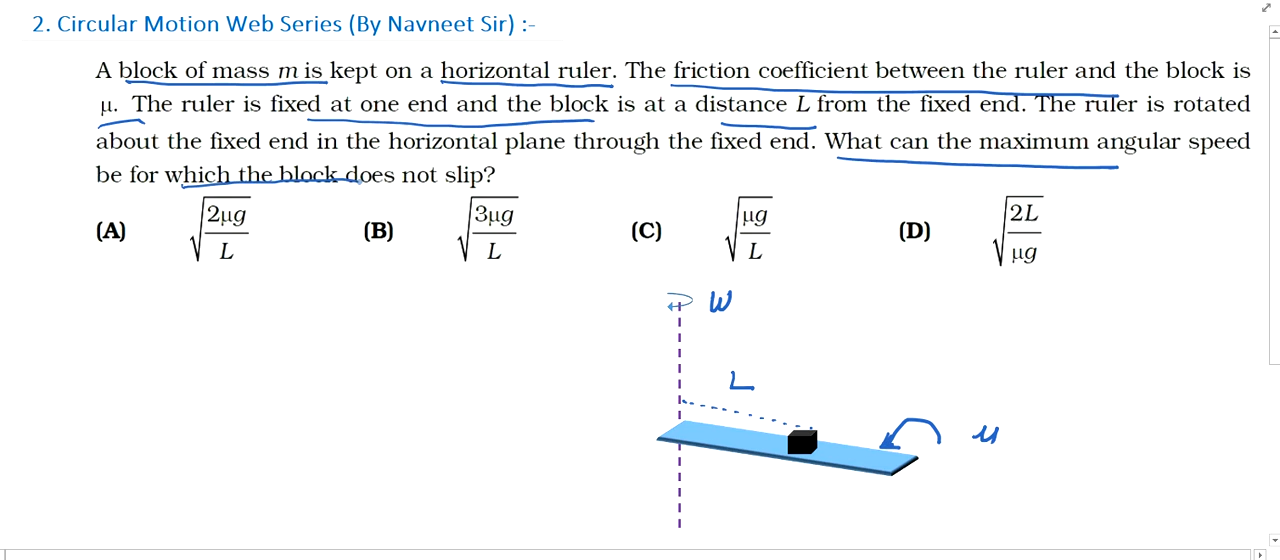 2. Circular Motion Web Series (By Navneet Sir) :-
A block of mass m is kept on a horizontal ruler. The friction coefficient between the ruler and the block is
μ. The ruler is fixed at one end and the block is at a distance L from the fixed end. The ruler is rotated
about the fixed end in the horizontal plane through the fixed end. What can the maximum angular speed
be for which the block does not slip?
(A) √(2μg/L) (B) √(3μg/L) (C) √(μg/L) (D) √(2L/μg)
ω
L
μ